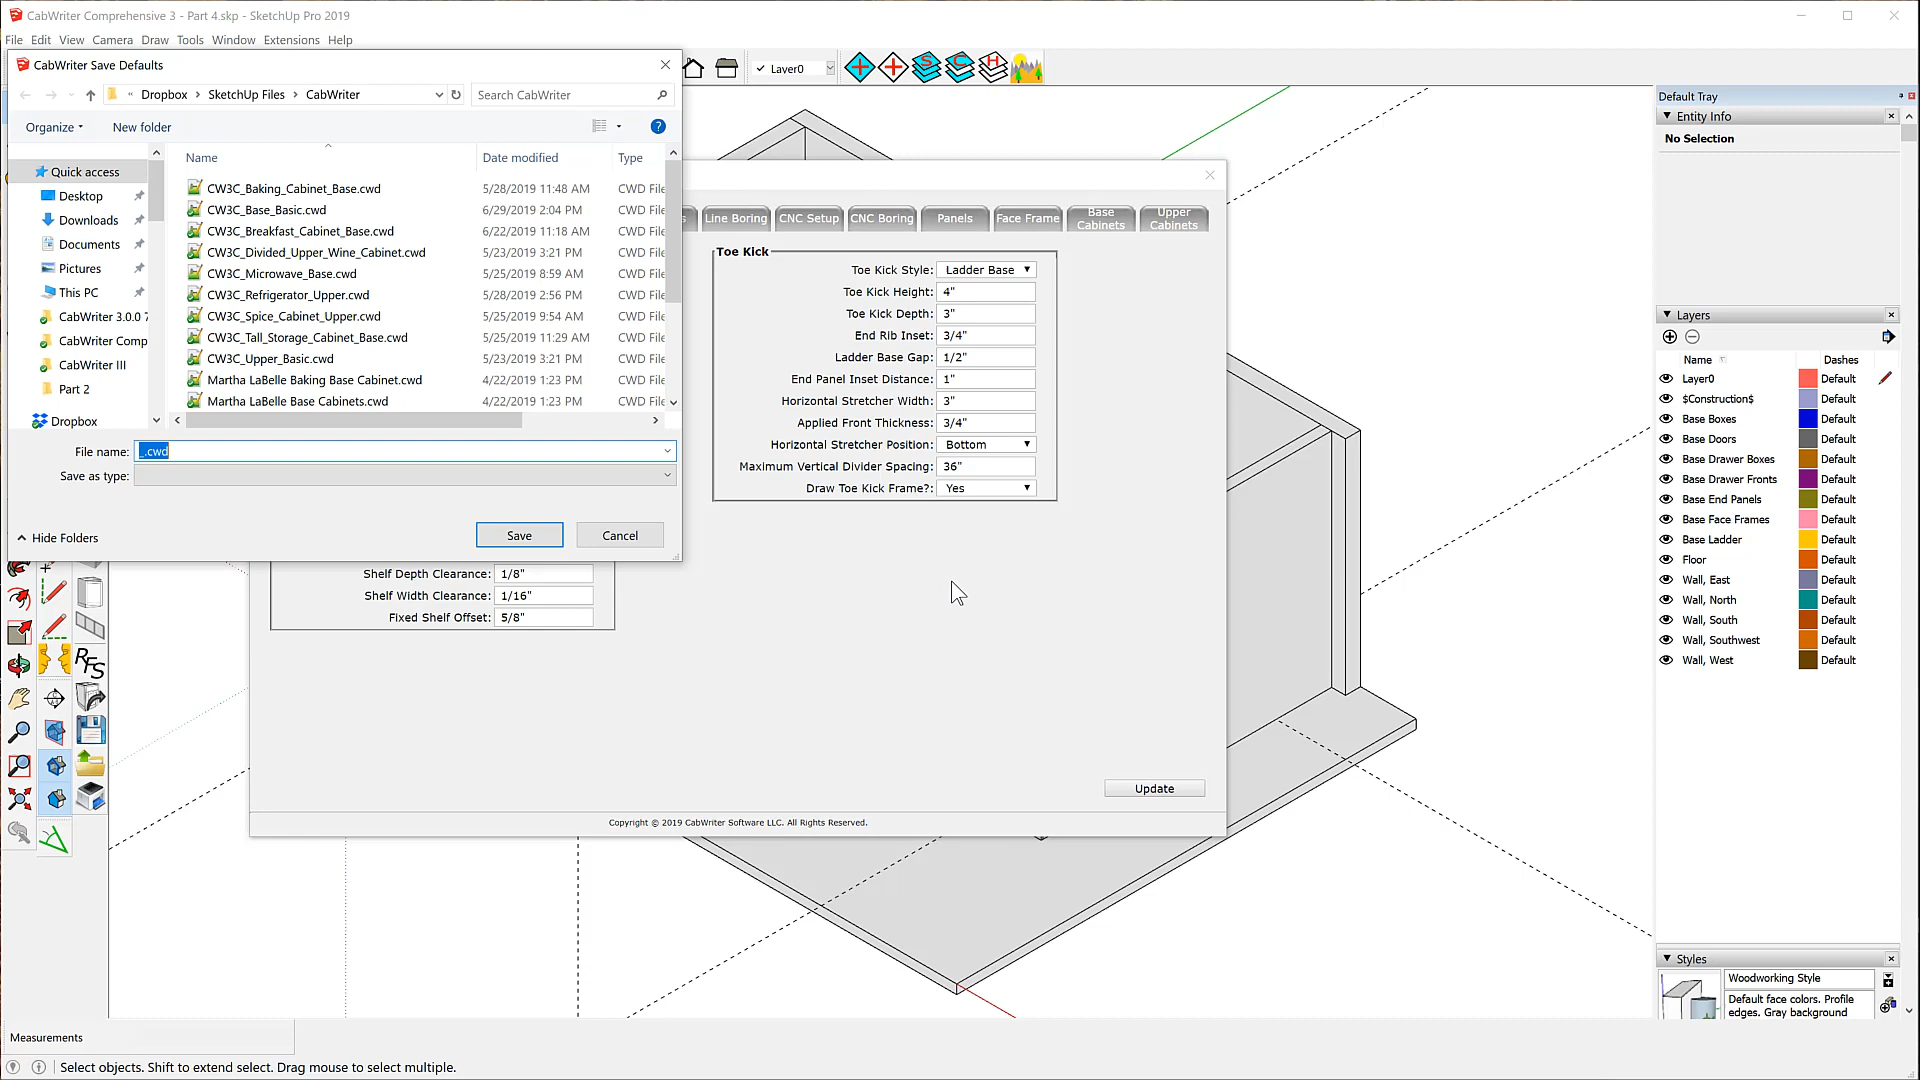 CabWriter Comprehensive 3 - Part 4.skp - SketchUp Pro 2019
File Edit View Camera Draw Tools Window Extensions Help
CabWriter Save Defaults
Layer0
S
C
H
« Dropbox > SketchUp Files > CabWriter
Search CabWriter
Organize
New folder
?
Name
Date modified
Type
Quick access
Desktop
Downloads
Documents
Pictures
This PC
CabWriter 3.0.0 7
CabWriter Comp
CabWriter III
Part 2
Dropbox
CW3C_Baking_Cabinet_Base.cwd 5/28/2019 11:48 AM CWD File
CW3C_Base_Basic.cwd 6/29/2019 2:04 PM CWD File
CW3C_Breakfast_Cabinet_Base.cwd 6/22/2019 11:18 AM CWD File
CW3C_Divided_Upper_Wine_Cabinet.cwd 5/23/2019 3:21 PM CWD File
CW3C_Microwave_Base.cwd 5/25/2019 8:59 AM CWD File
CW3C_Refrigerator_Upper.cwd 5/28/2019 2:56 PM CWD File
CW3C_Spice_Cabinet_Upper.cwd 5/25/2019 9:54 AM CWD File
CW3C_Tall_Storage_Cabinet_Base.cwd 5/25/2019 11:29 AM CWD File
CW3C_Upper_Basic.cwd 5/23/2019 3:21 PM CWD File
Martha LaBelle Baking Base Cabinet.cwd 4/22/2019 1:23 PM CWD File
Martha LaBelle Base Cabinets.cwd 4/22/2019 1:23 PM CWD File
File name: _.cwd
Save as type:
Hide Folders
Save
Cancel
s
Line Boring
CNC Setup
CNC Boring
Panels
Face Frame
Base Cabinets
Upper Cabinets
Toe Kick
Toe Kick Style: Ladder Base
Toe Kick Height: 4"
Toe Kick Depth: 3"
End Rib Inset: 3/4"
Ladder Base Gap: 1/2"
End Panel Inset Distance: 1"
Horizontal Stretcher Width: 3"
Applied Front Thickness: 3/4"
Horizontal Stretcher Position: Bottom
Maximum Vertical Divider Spacing: 36"
Draw Toe Kick Frame?: Yes
Shelf Depth Clearance: 1/8"
Shelf Width Clearance: 1/16"
Fixed Shelf Offset: 5/8"
Update
Copyright © 2019 CabWriter Software LLC. All Rights Reserved.
RFS
Default Tray
Entity Info
No Selection
Layers
Name
Dashes
Layer0 Default
$Construction$ Default
Base Boxes Default
Base Doors Default
Base Drawer Boxes Default
Base Drawer Fronts Default
Base End Panels Default
Base Face Frames Default
Base Ladder Default
Floor Default
Wall, East Default
Wall, North Default
Wall, South Default
Wall, Southwest Default
Wall, West Default
Styles
Woodworking Style
Default face colors. Profile
edges. Gray background
Measurements
Select objects. Shift to extend select. Drag mouse to select multiple.